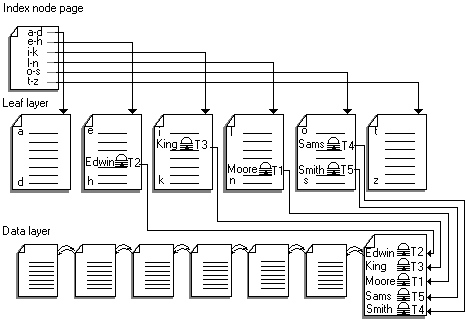 Index node page
a-d
e-h
i-k
l-n
o-s
t-z
Leaf layer
a
d
e
Edwin T2
h
i
King T3
k
l
Moore T1
n
o
Sams T4
Smith T5
s
t
z
Data layer
Edwin T2
King T3
Moore T1
Sams T5
Smith T4